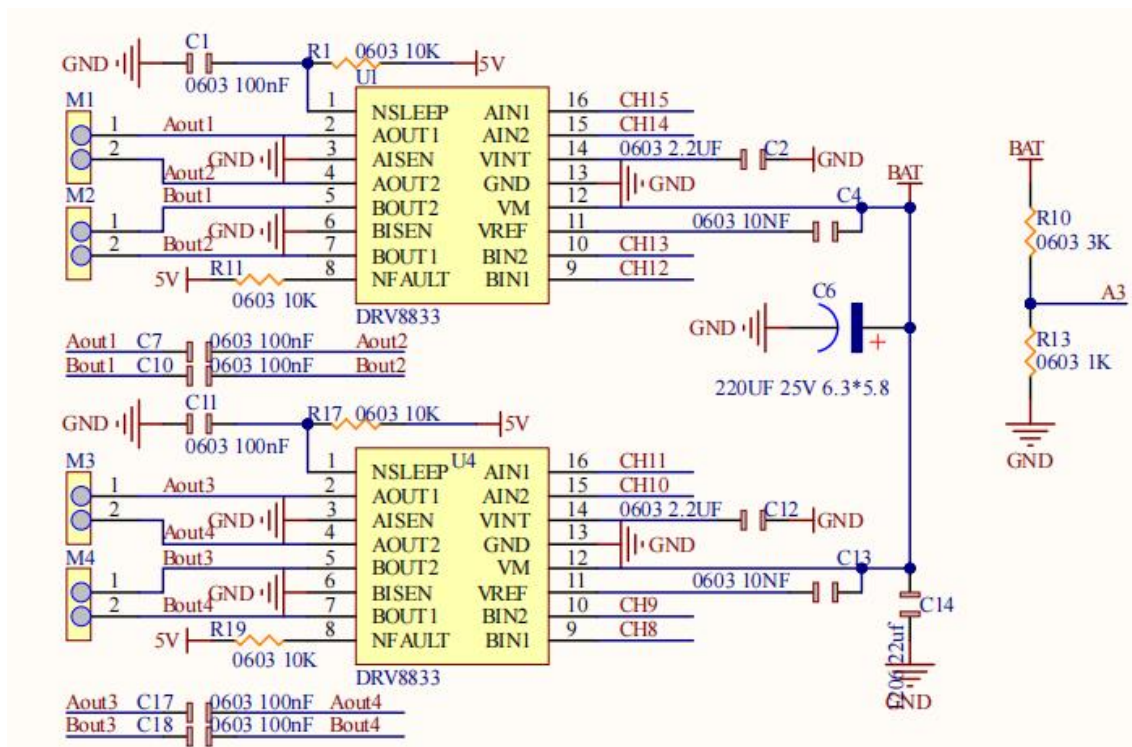 C1
R1 0603 10K
GND
5V
0603 100nF
U1
M1
1 NSLEEP AIN1 16 CH15
1 Aout1 2 AOUT1 AIN2 15 CH14
2 GND 3 AISEN VINT 14 0603 2.2UF C2 GND
Aout2 4 AOUT2 GND 13 GND
M2 Bout1 5 BOUT2 VM 12 C4 BAT
1 GND 6 BISEN VREF 11 0603 10NF
2 Bout2 7 BOUT1 BIN2 10 CH13
5V R11 8 NFAULT BIN1 9 CH12
0603 10K
DRV8833
BAT
R10
0603 3K
A3
R13
0603 1K
GND
C6
GND
+
220UF 25V 6.3*5.8
Aout1 C7 0603 100nF Aout2
Bout1 C10 0603 100nF Bout2
C11
R17 0603 10K
GND
5V
0603 100nF
U4
M3
1 NSLEEP AIN1 16 CH11
1 Aout3 2 AOUT1 AIN2 15 CH10
2 GND 3 AISEN VINT 14 0603 2.2UF C12 GND
Aout4 4 AOUT2 GND 13 GND
M4 Bout3 5 BOUT2 VM 12 C13
1 GND 6 BISEN VREF 11 0603 10NF
2 Bout4 7 BOUT1 BIN2 10 CH9
5V R19 8 NFAULT BIN1 9 CH8
0603 10K
DRV8833
C14
1206 22uf
GND
Aout3 C17 0603 100nF Aout4
Bout3 C18 0603 100nF Bout4